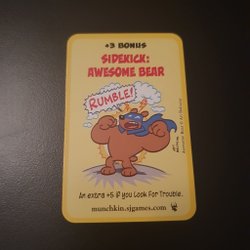 +3 BONUS
SIDEKICK:
AWESOME BEAR
RUMBLE!
An extra +5 if you Look For Trouble.
munchkin.sjgames.com